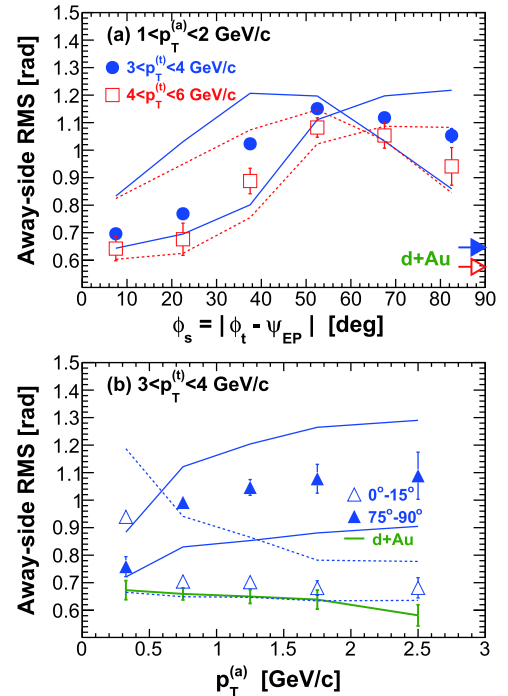 (a) 1<p_T^(a)<2 GeV/c
3<p_T^(t)<4 GeV/c
4<p_T^(t)<6 GeV/c
Away-side RMS [rad]
1.5
1.4
1.3
1.2
1.1
1
0.9
0.8
0.7
0.6
d+Au
0 10 20 30 40 50 60 70 80 90
ϕ_s = | ϕ_t - ψ_EP | [deg]
(b) 3<p_T^(t)<4 GeV/c
Away-side RMS [rad]
1.5
1.4
1.3
1.2
1.1
1
0.9
0.8
0.7
0.6
0°-15°
75°-90°
d+Au
0 0.5 1 1.5 2 2.5 3
p_T^(a) [GeV/c]